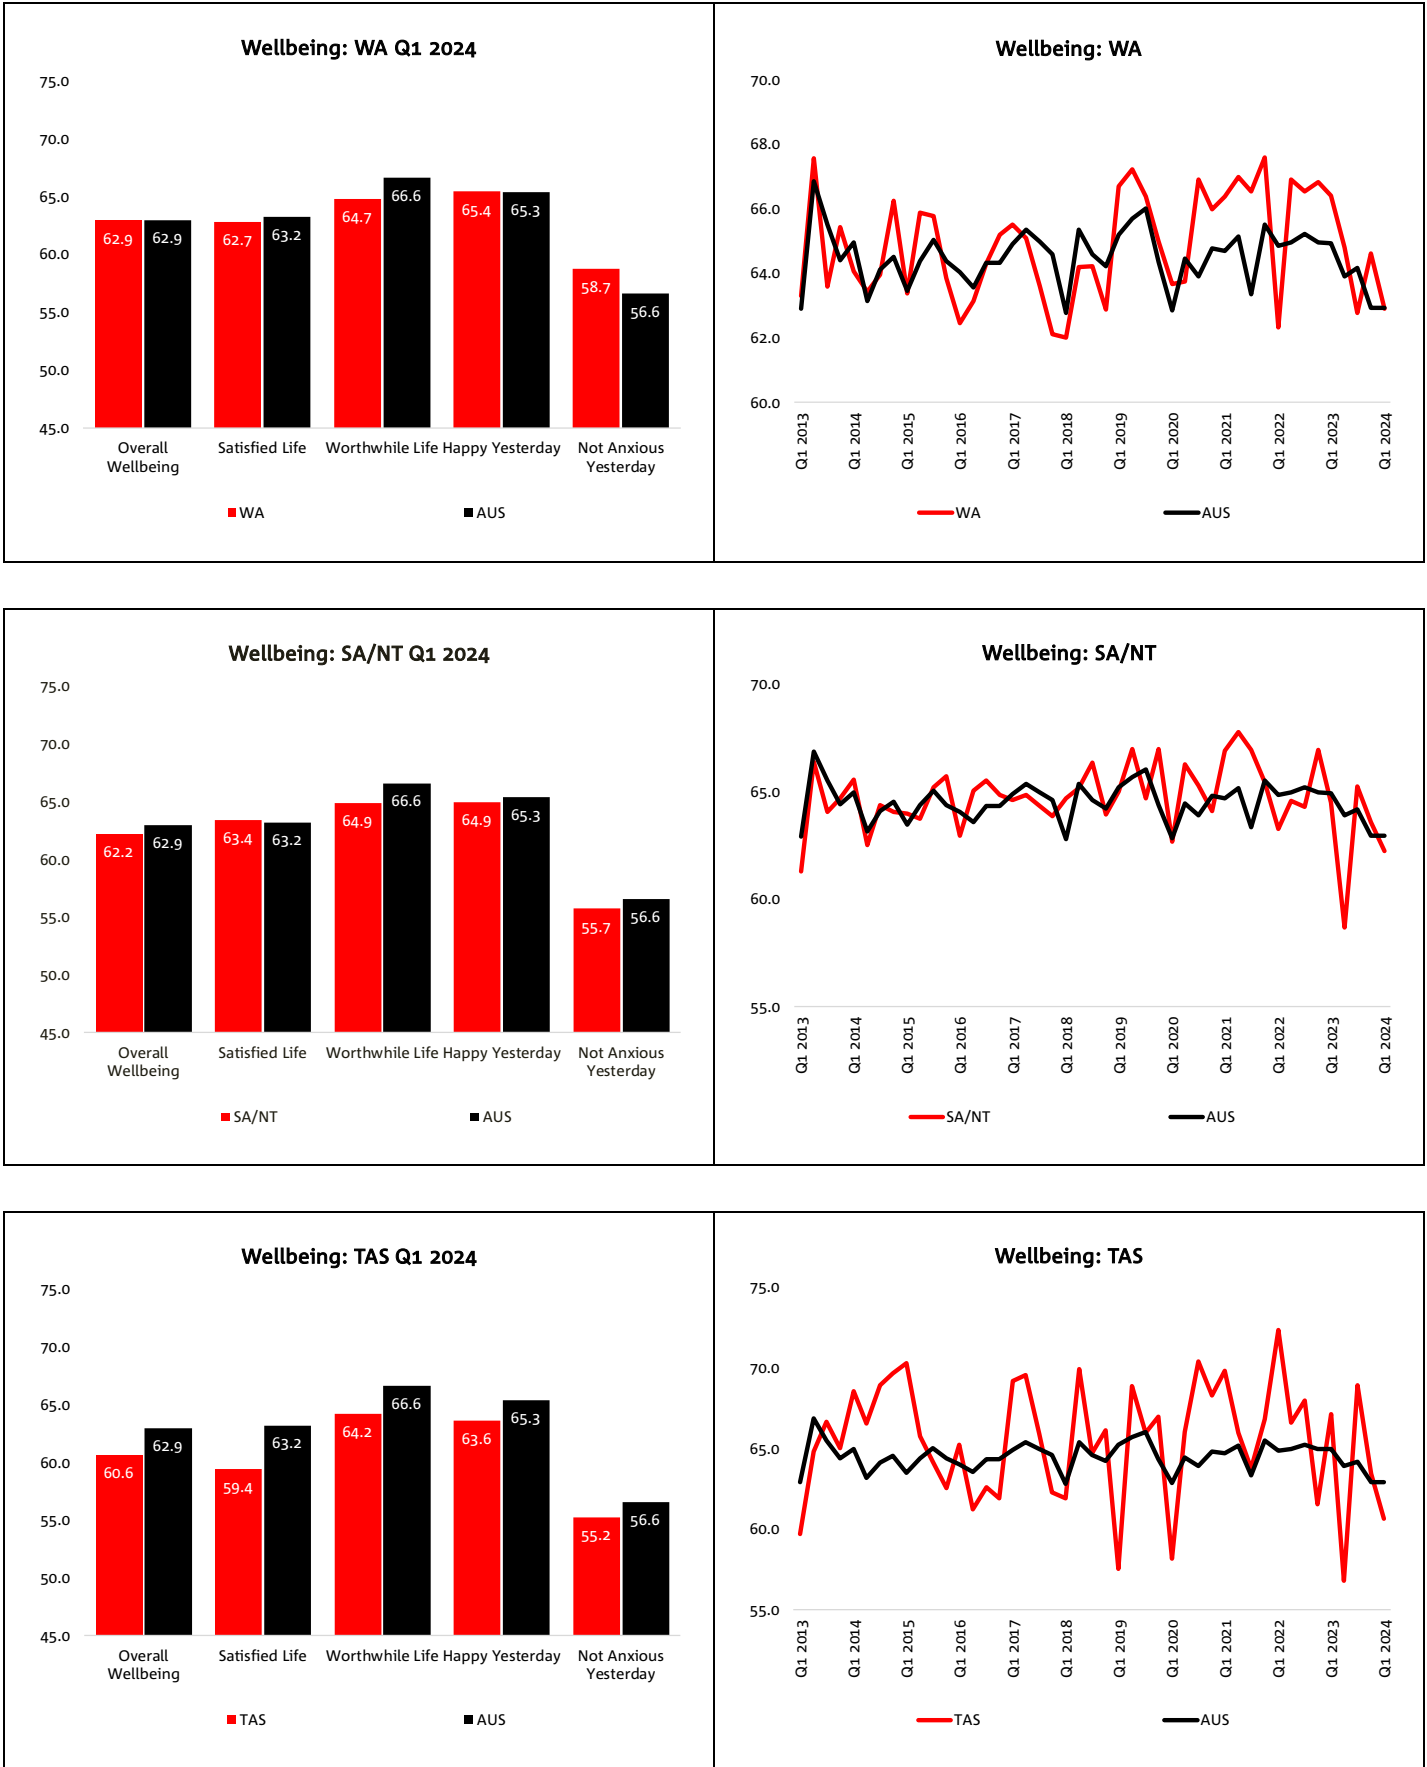 Wellbeing: WA Q1 2024
75.0
70.0
65.0
60.0
55.0
50.0
45.0
62.9
62.9
62.7
63.2
64.7
66.6
65.4
65.3
58.7
56.6
Overall Wellbeing
Satisfied Life
Worthwhile Life
Happy Yesterday
Not Anxious Yesterday
WA
AUS
Wellbeing: WA
70.0
68.0
66.0
64.0
62.0
60.0
Q1 2013
Q1 2014
Q1 2015
Q1 2016
Q1 2017
Q1 2018
Q1 2019
Q1 2020
Q1 2021
Q1 2022
Q1 2023
Q1 2024
WA
AUS
Wellbeing: SA/NT Q1 2024
75.0
70.0
65.0
60.0
55.0
50.0
45.0
62.2
62.9
63.4
63.2
64.9
66.6
64.9
65.3
55.7
56.6
Overall Wellbeing
Satisfied Life
Worthwhile Life
Happy Yesterday
Not Anxious Yesterday
SA/NT
AUS
Wellbeing: SA/NT
70.0
65.0
60.0
55.0
Q1 2013
Q1 2014
Q1 2015
Q1 2016
Q1 2017
Q1 2018
Q1 2019
Q1 2020
Q1 2021
Q1 2022
Q1 2023
Q1 2024
SA/NT
AUS
Wellbeing: TAS Q1 2024
75.0
70.0
65.0
60.0
55.0
50.0
45.0
60.6
62.9
59.4
63.2
64.2
66.6
63.6
65.3
55.2
56.6
Overall Wellbeing
Satisfied Life
Worthwhile Life
Happy Yesterday
Not Anxious Yesterday
TAS
AUS
Wellbeing: TAS
75.0
70.0
65.0
60.0
55.0
Q1 2013
Q1 2014
Q1 2015
Q1 2016
Q1 2017
Q1 2018
Q1 2019
Q1 2020
Q1 2021
Q1 2022
Q1 2023
Q1 2024
TAS
AUS